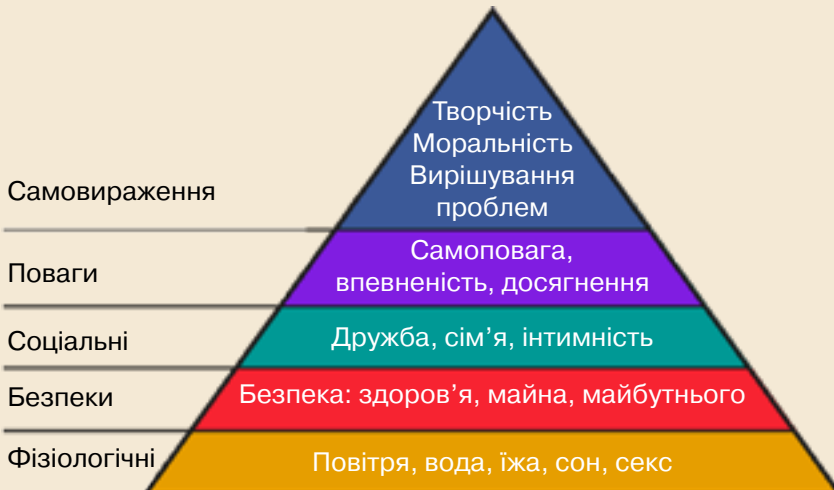 Творчість
Моральність
Вирішування
проблем
Самовираження
Самоповага,
впевненість, досягнення
Поваги
Дружба, сім’я, інтимність
Соціальні
Безпека: здоров’я, майна, майбутнього
Безпеки
Повітря, вода, їжа, сон, секс
Фізіологічні